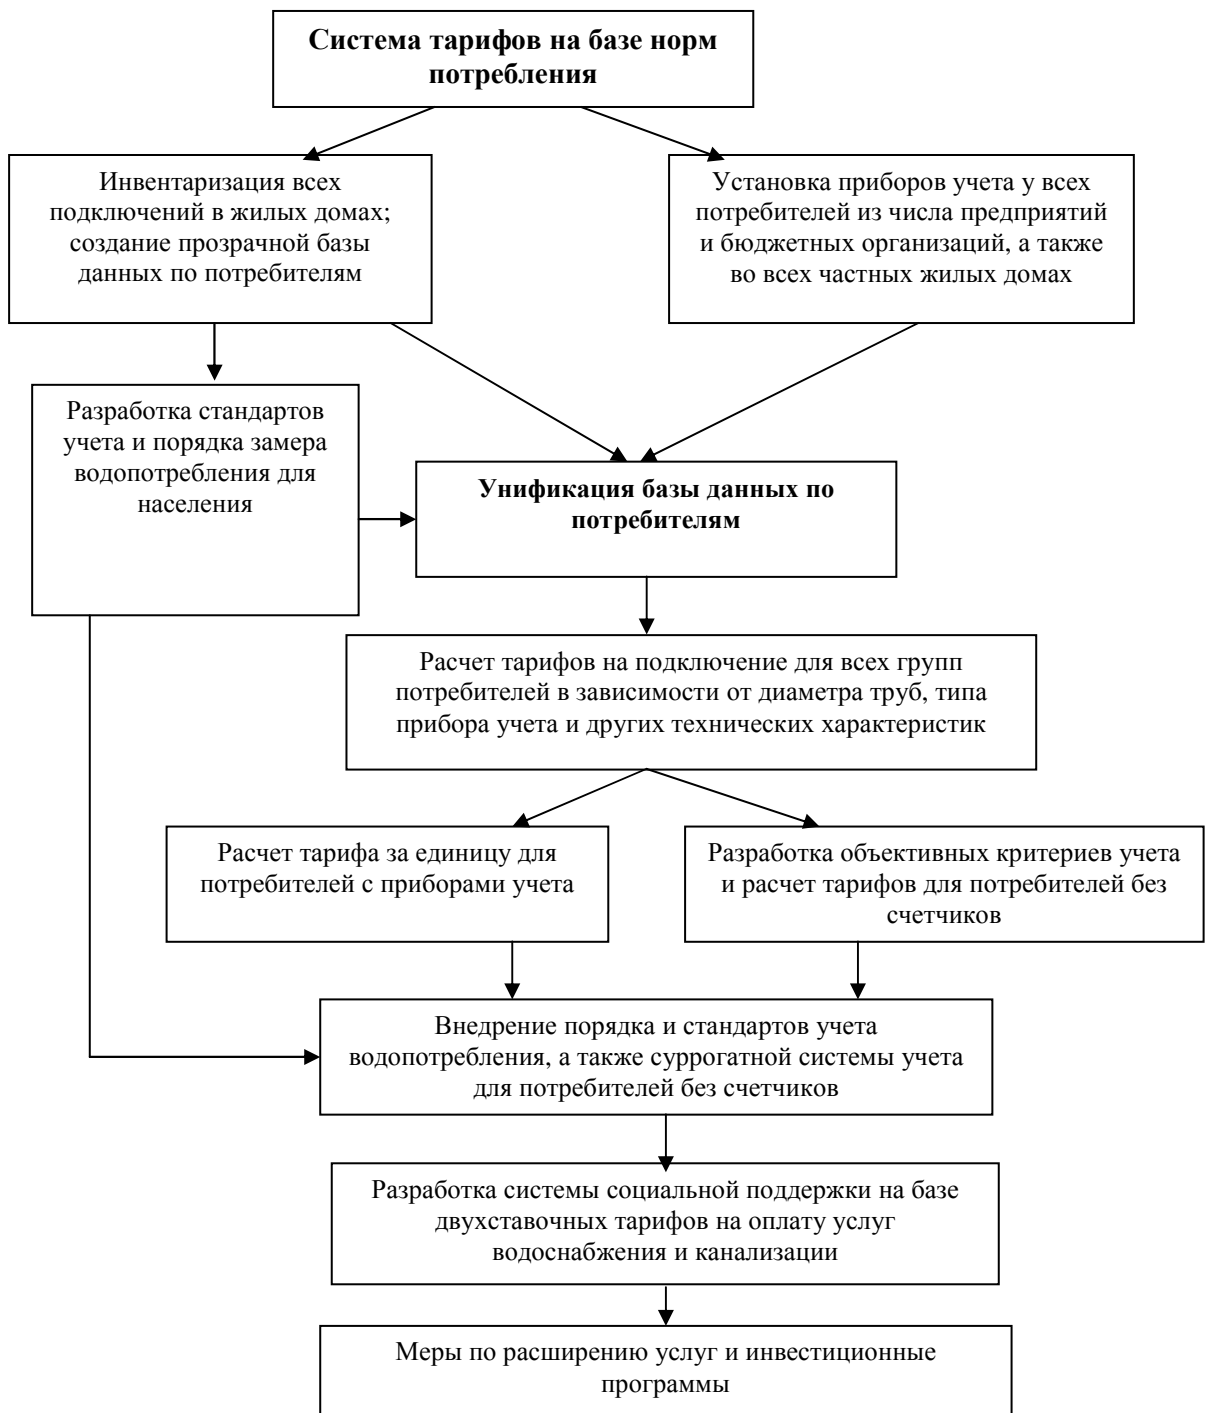 Система тарифов на базе норм
потребления
Инвентаризация всех
подключений в жилых домах;
создание прозрачной базы
данных по потребителям
Установка приборов учета у всех
потребителей из числа предприятий
и бюджетных организаций, а также
во всех частных жилых домах
Разработка стандартов
учета и порядка замера
водопотребления для
населения
Унификация базы данных по
потребителям
Расчет тарифов на подключение для всех групп
потребителей в зависимости от диаметра труб, типа
прибора учета и других технических характеристик
Расчет тарифа за единицу для
потребителей с приборами учета
Разработка объективных критериев учета
и расчет тарифов для потребителей без
счетчиков
Внедрение порядка и стандартов учета
водопотребления, а также суррогатной системы учета
для потребителей без счетчиков
Разработка системы социальной поддержки на базе
двухставочных тарифов на оплату услуг
водоснабжения и канализации
Меры по расширению услуг и инвестиционные
программы